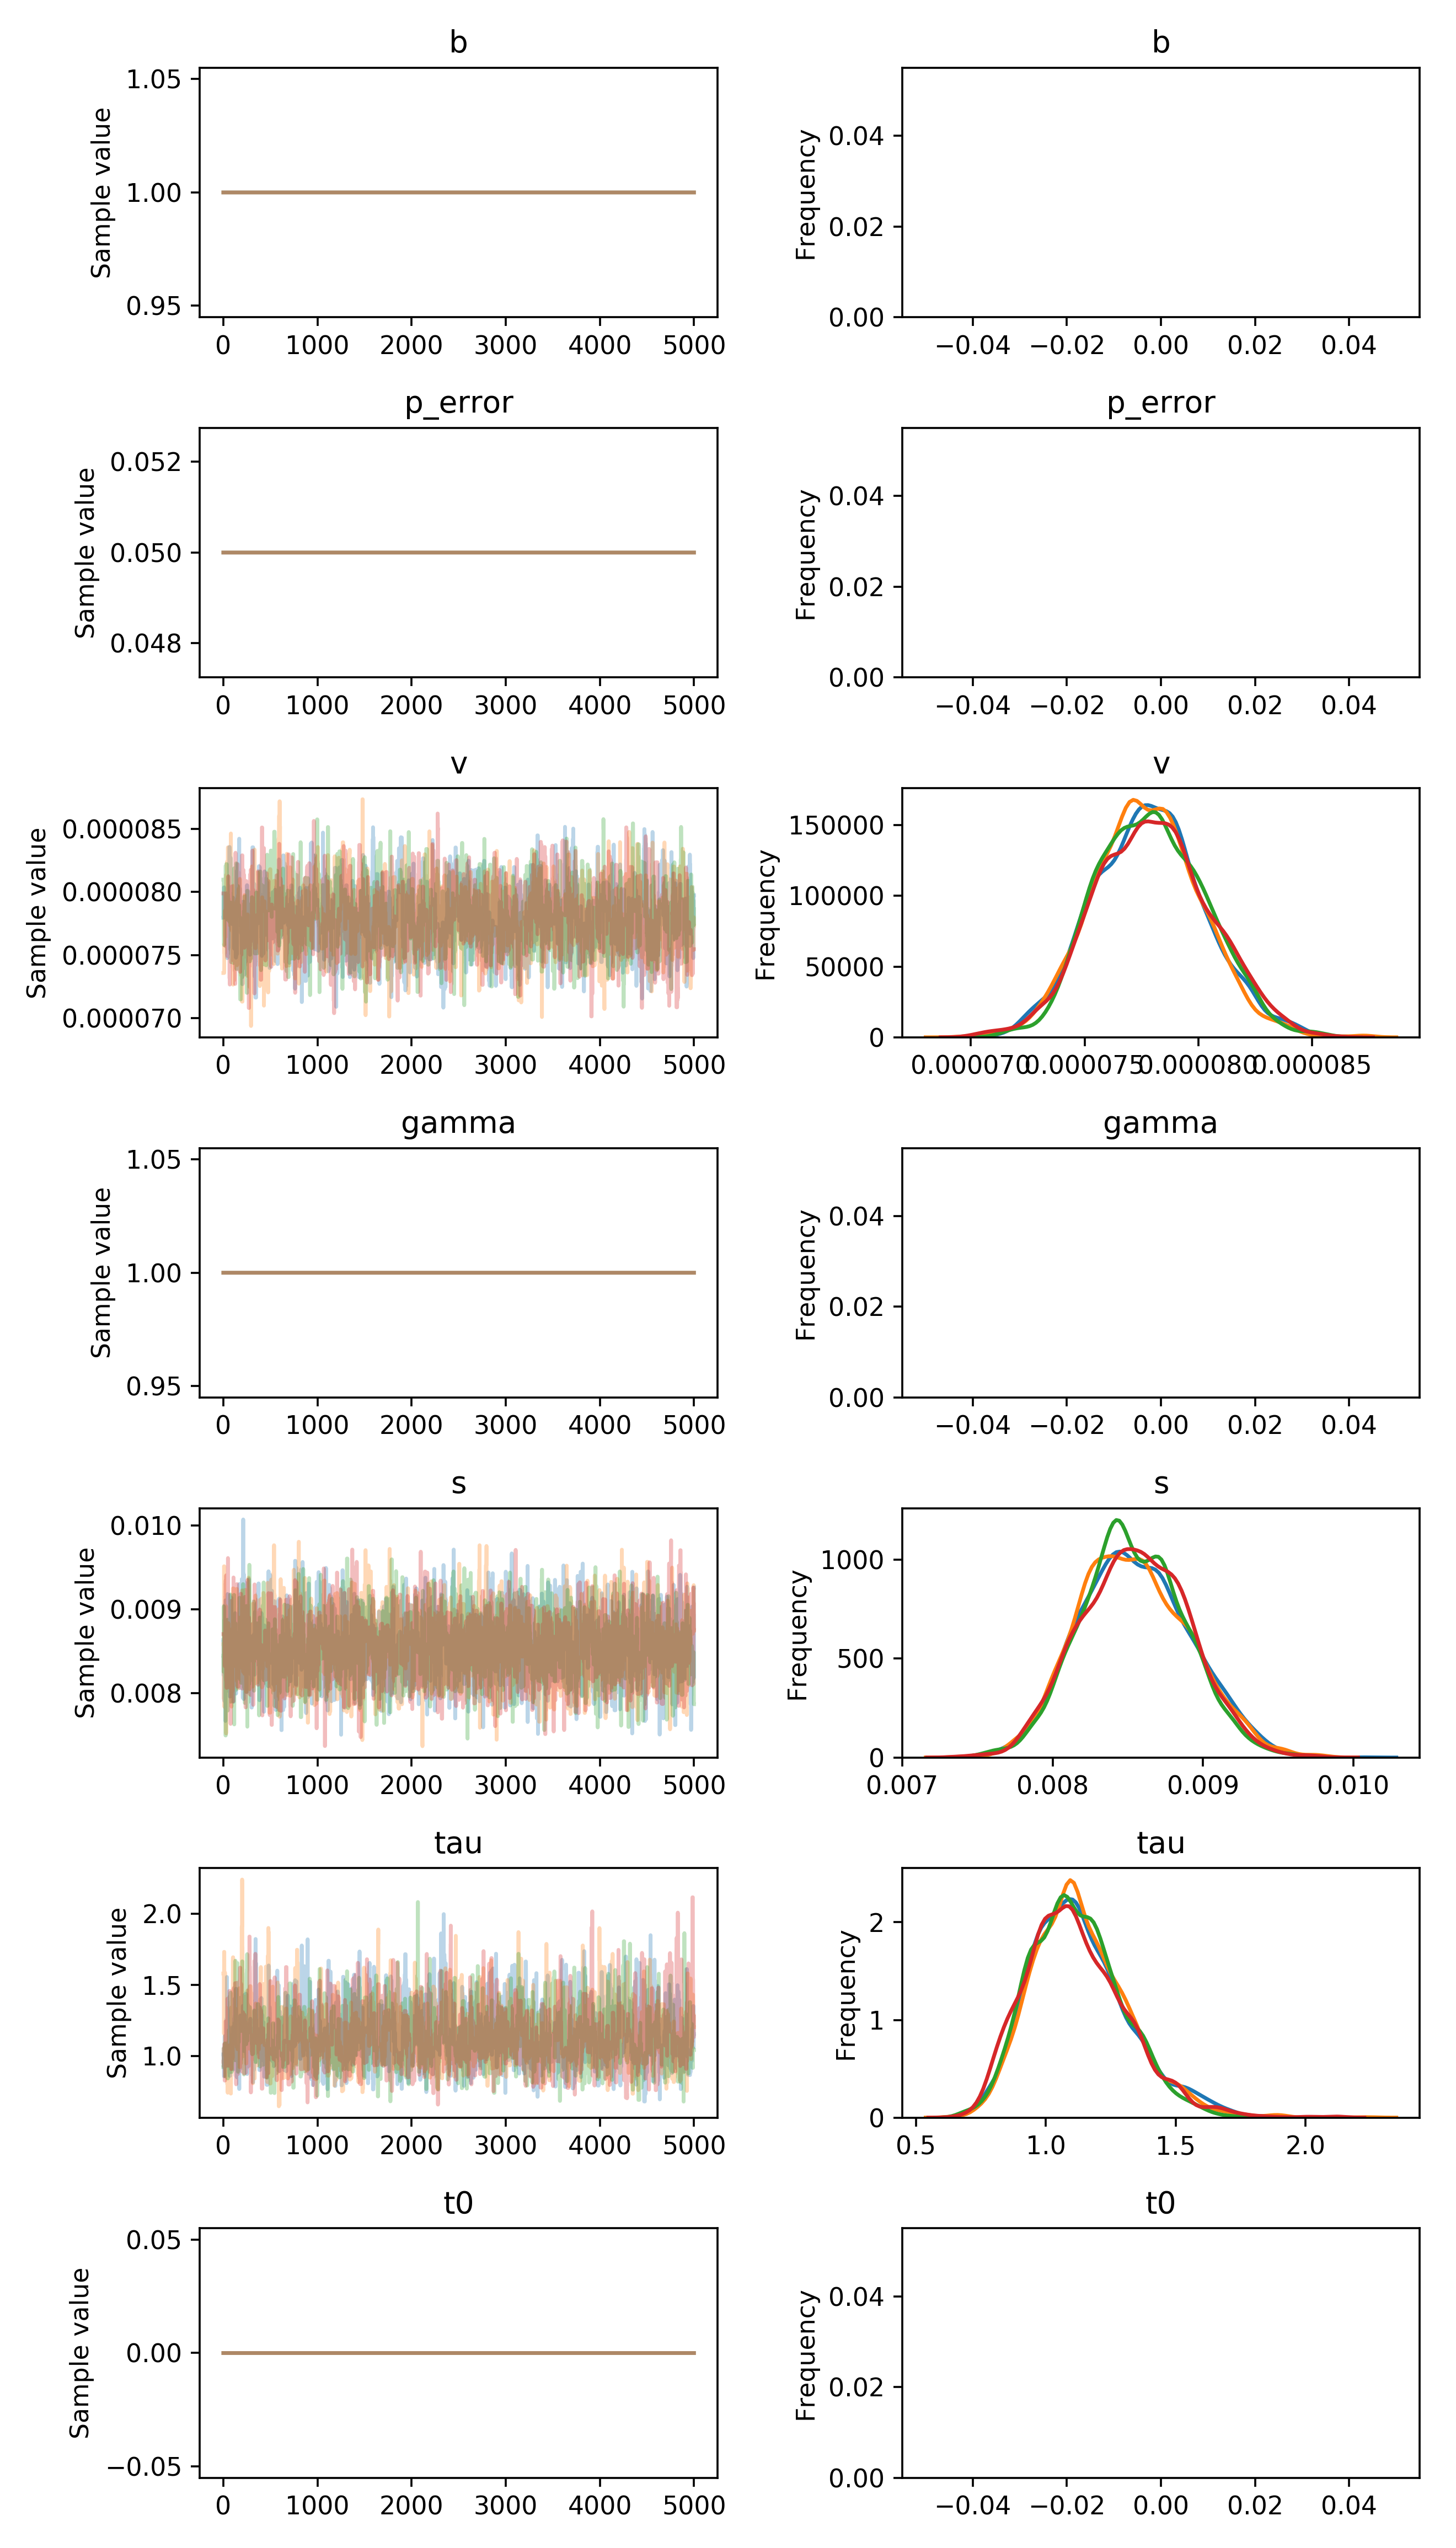 b
b
1.05
1.00
0.95
Sample value
0 1000 2000 3000 4000 5000
0.04
0.02
0.00
Frequency
−0.04 −0.02 0.00 0.02 0.04
p_error
p_error
0.052
0.050
0.048
Sample value
0 1000 2000 3000 4000 5000
0.04
0.02
0.00
Frequency
−0.04 −0.02 0.00 0.02 0.04
v
v
0.000085
0.000080
0.000075
0.000070
Sample value
0 1000 2000 3000 4000 5000
150000
100000
50000
0
Frequency
0.000070 0.000075 0.000080 0.000085
gamma
gamma
1.05
1.00
0.95
Sample value
0 1000 2000 3000 4000 5000
0.04
0.02
0.00
Frequency
−0.04 −0.02 0.00 0.02 0.04
s
s
0.010
0.009
0.008
Sample value
0 1000 2000 3000 4000 5000
1000
500
0
Frequency
0.007 0.008 0.009 0.010
tau
tau
2.0
1.5
1.0
Sample value
0 1000 2000 3000 4000 5000
2
1
0
Frequency
0.5 1.0 1.5 2.0
t0
t0
0.05
0.00
−0.05
Sample value
0 1000 2000 3000 4000 5000
0.04
0.02
0.00
Frequency
−0.04 −0.02 0.00 0.02 0.04